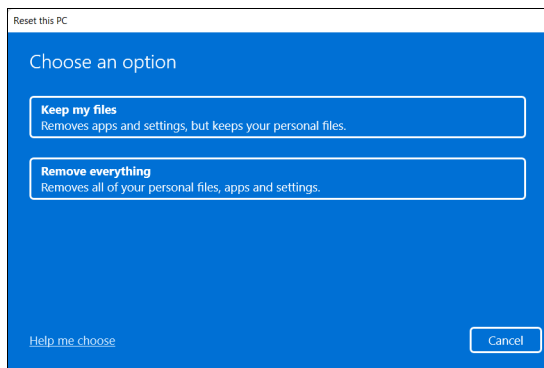 Reset this PC
Choose an option
Keep my files
Removes apps and settings, but keeps your personal files.
Remove everything
Removes all of your personal files, apps and settings.
Help me choose
Cancel